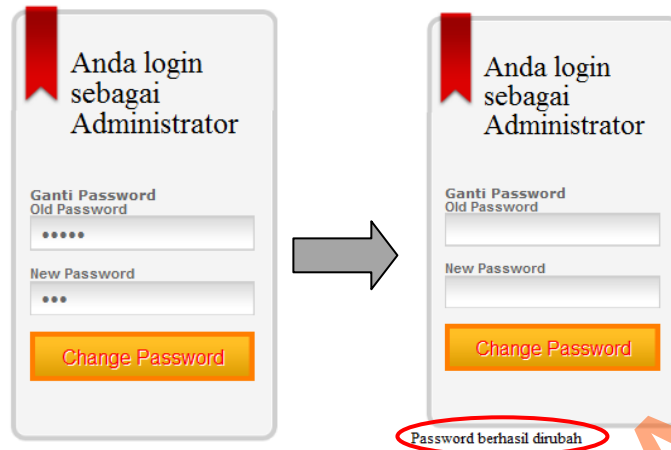 Anda login
sebagai
Administrator
Ganti Password
Old Password
•••••
New Password
•••
Change Password
Anda login
sebagai
Administrator
Ganti Password
Old Password
New Password
Change Password
Password berhasil dirubah